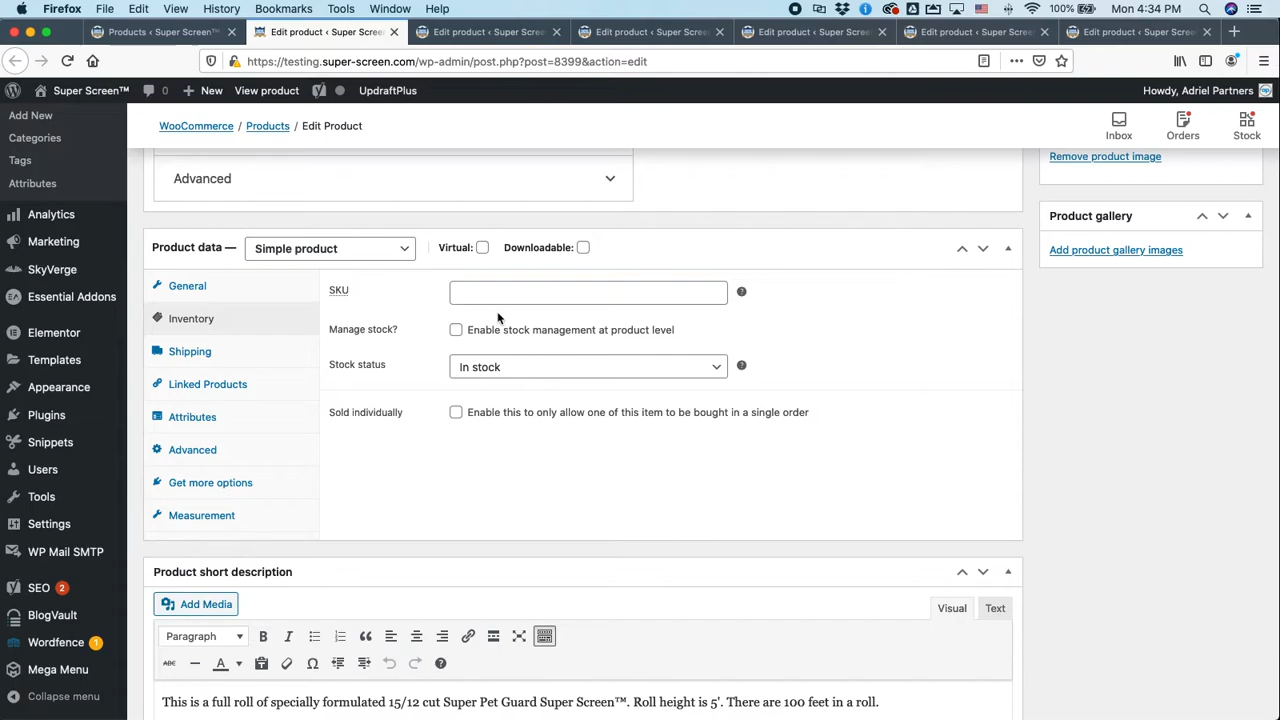 Firefox File Edit View History Bookmarks Tools Window Help 100% Mon 4:34 PM
Products ‹ Super Screen™ Edit product ‹ Super Scree Edit product ‹ Super Scree Edit product ‹ Super Scree Edit product ‹ Super Scree Edit product ‹ Super Scree Edit product ‹ Super Scree
https://testing.super-screen.com/wp-admin/post.php?post=8399&action=edit
Super Screen™ 0 + New View product UpdraftPlus Howdy, Adriel Partners
Add New
Categories
Tags
Attributes
Analytics
Marketing
SkyVerge
Essential Addons
Elementor
Templates
Appearance
Plugins
Snippets
Users
Tools
Settings
WP Mail SMTP
SEO 2
BlogVault
Wordfence 1
Mega Menu
Collapse menu
WooCommerce / Products / Edit Product
Inbox Orders Stock
Advanced
Product data — Simple product Virtual: Downloadable:
General
Inventory
Shipping
Linked Products
Attributes
Advanced
Get more options
Measurement
SKU
Manage stock? Enable stock management at product level
Stock status In stock
Sold individually Enable this to only allow one of this item to be bought in a single order
Product short description
Add Media
Visual Text
Paragraph
This is a full roll of specially formulated 15/12 cut Super Pet Guard Super Screen™. Roll height is 5'. There are 100 feet in a roll.
Remove product image
Product gallery
Add product gallery images